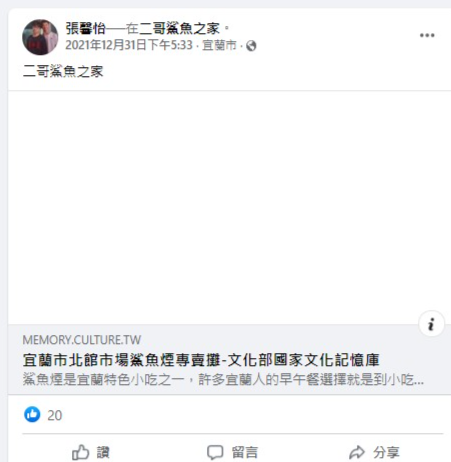 張馨怡──在二哥鯊魚之家。
2021年12月31日下午5:33 · 宜蘭市 ·
二哥鯊魚之家
MEMORY.CULTURE.TW
宜蘭市北館市場鯊魚煙專賣攤-文化部國家文化記憶庫
鯊魚煙是宜蘭特色小吃之一，許多宜蘭人的早午餐選擇就是到小吃...
20
讚 留言 分享